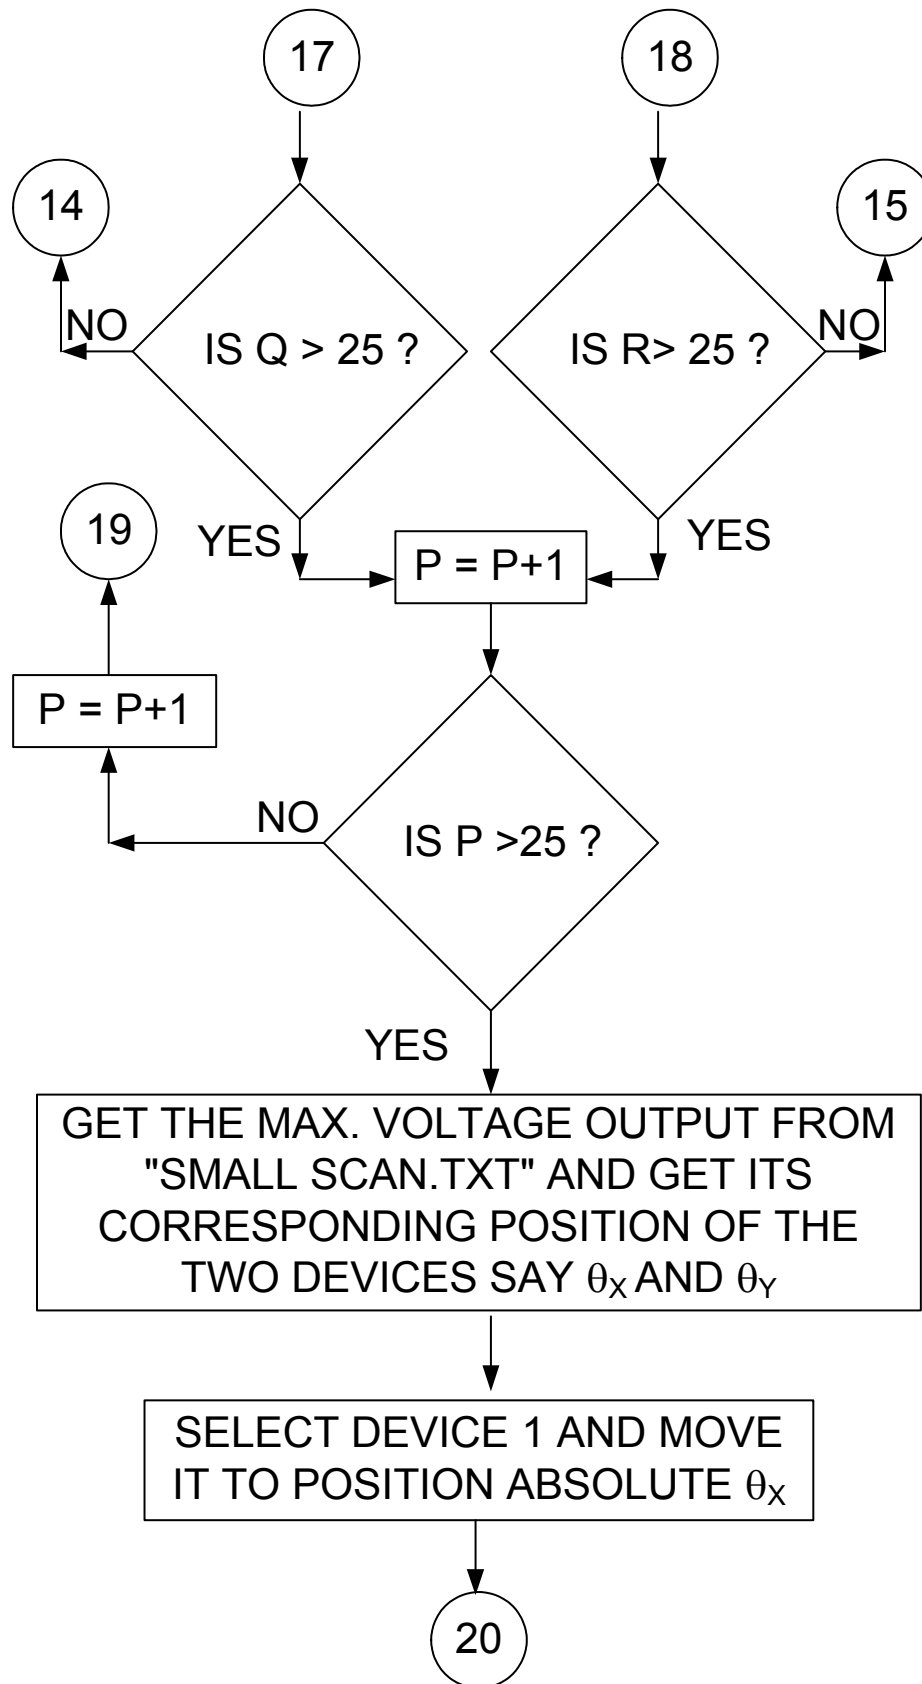 17
18
14
15
NO
IS Q > 25 ?
IS R> 25 ?
NO
19
YES
P = P+1
YES
P = P+1
NO
IS P >25 ?
YES
GET THE MAX. VOLTAGE OUTPUT FROM
"SMALL SCAN.TXT" AND GET ITS
CORRESPONDING POSITION OF THE
TWO DEVICES SAY θX AND θY
SELECT DEVICE 1 AND MOVE
IT TO POSITION ABSOLUTE θX
20